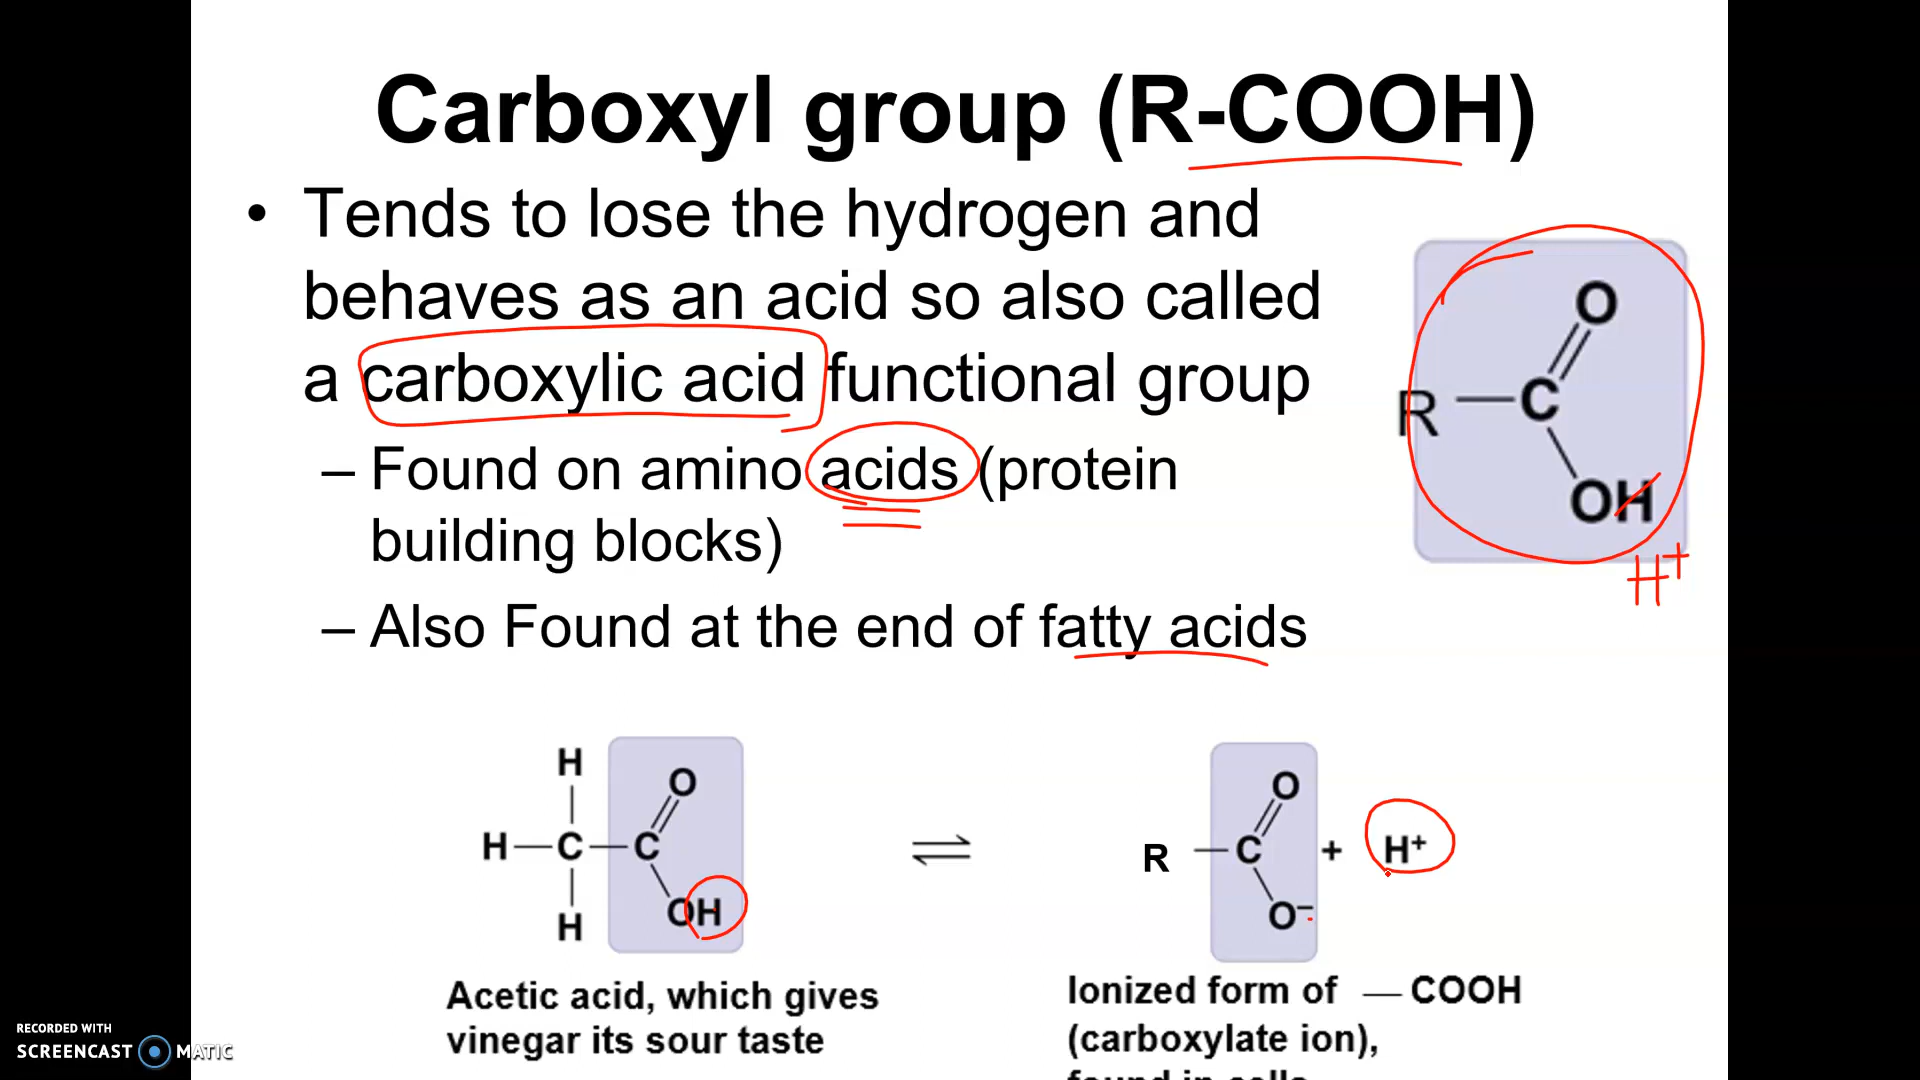 Carboxyl group (R-COOH)
• Tends to lose the hydrogen and
behaves as an acid so also called
a carboxylic acid functional group
– Found on amino acids (protein
building blocks)
– Also Found at the end of fatty acids
O
R — C
OH
H+
H
O
H—C—C
OH
H
⇌
O
R —C + H+
O–
Acetic acid, which gives
vinegar its sour taste
Ionized form of — COOH
(carboxylate ion),
found in cells
RECORDED WITH
SCREENCAST MATIC